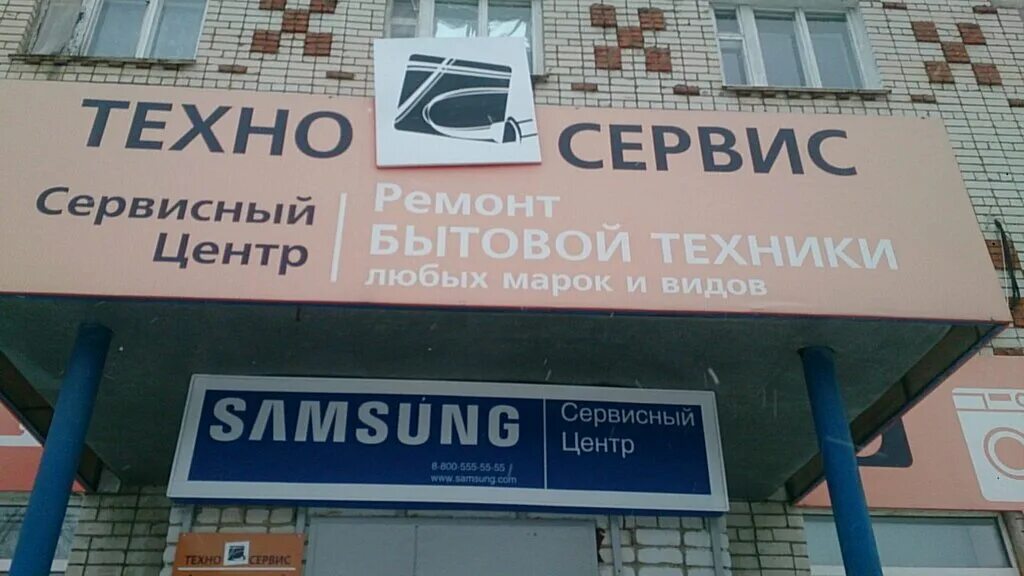 ТЕХНО СЕРВИС
Сервисный
Центр
Ремонт
БЫТОВОЙ ТЕХНИКИ
любых марок и видов
SAMSUNG
8-800-555-55-55
www.samsung.com
Сервисный
Центр
ТЕХНО СЕРВИС